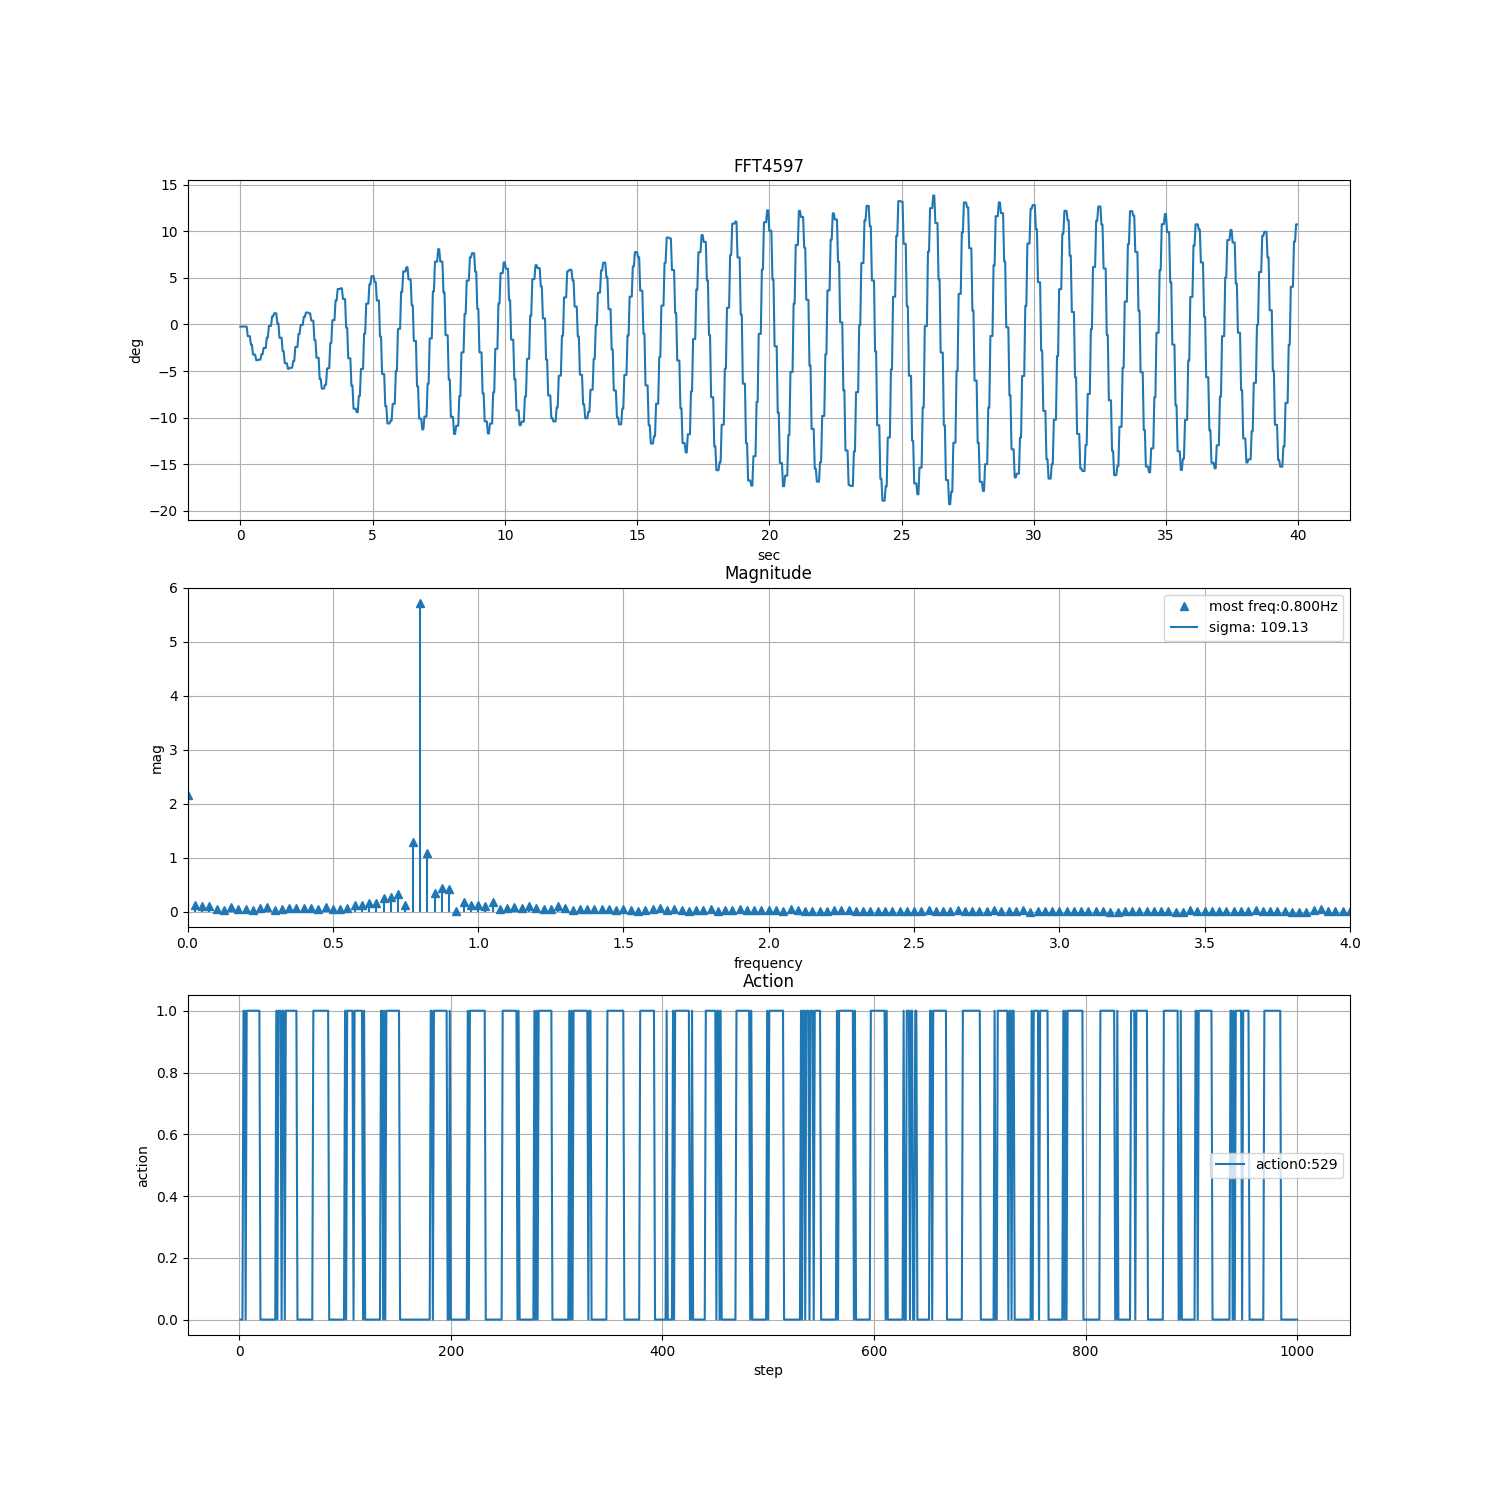 FFT4597
15
10
5
0
−5
−10
−15
−20
deg
0 5 10 15 20 25 30 35 40
sec
Magnitude
6
5
4
3
2
1
0
mag
most freq:0.800Hz
sigma: 109.13
0.0 0.5 1.0 1.5 2.0 2.5 3.0 3.5 4.0
frequency
Action
1.0
0.8
0.6
0.4
0.2
0.0
action
action0:529
0 200 400 600 800 1000
step